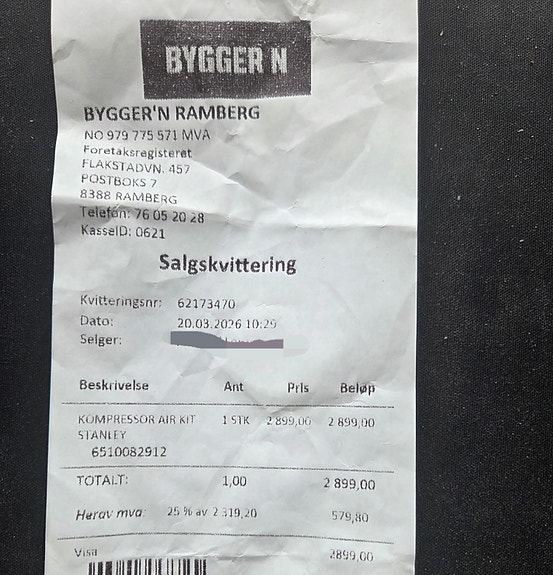 BYGGER N
BYGGER'N RAMBERG
NO 979 775 571 MVA
Foretaksregisteret
FLAKSTADVN. 457
POSTBOKS 7
8388 RAMBERG
Telefon: 76 05 20 28
KasseID: 0621
Salgskvittering
Kvitteringsnr: 62173470
Dato: 20.03.2026 10:29
Selger:
Beskrivelse Ant Pris Beløp
KOMPRESSOR AIR KIT 1 STK 2 899,00 2 899,00
STANLEY
6510082912
TOTALT: 1,00 2 899,00
Herav mva: 25 % av 2 319,20 579,80
Visa 2899,00